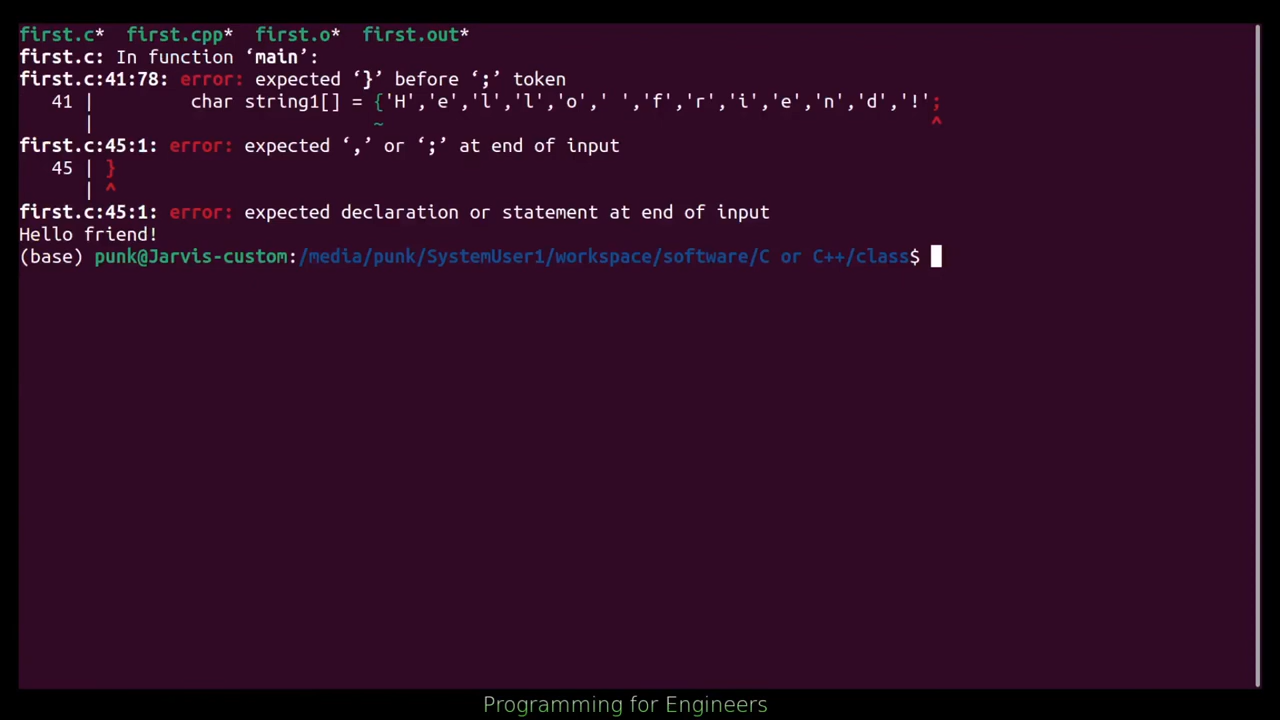 first.c*  first.cpp*  first.o*  first.out*
first.c: In function ‘main’:
first.c:41:78: error: expected ‘}’ before ‘;’ token
   41 |         char string1[] = {'H','e','l','l','o',' ','f','r','i','e','n','d','!';
      |                          ~                                                   ^
first.c:45:1: error: expected ‘,’ or ‘;’ at end of input
   45 | }
      | ^
first.c:45:1: error: expected declaration or statement at end of input
Hello friend!
(base) punk@Jarvis-custom:/media/punk/SystemUser1/workspace/software/C or C++/class$
Programming for Engineers